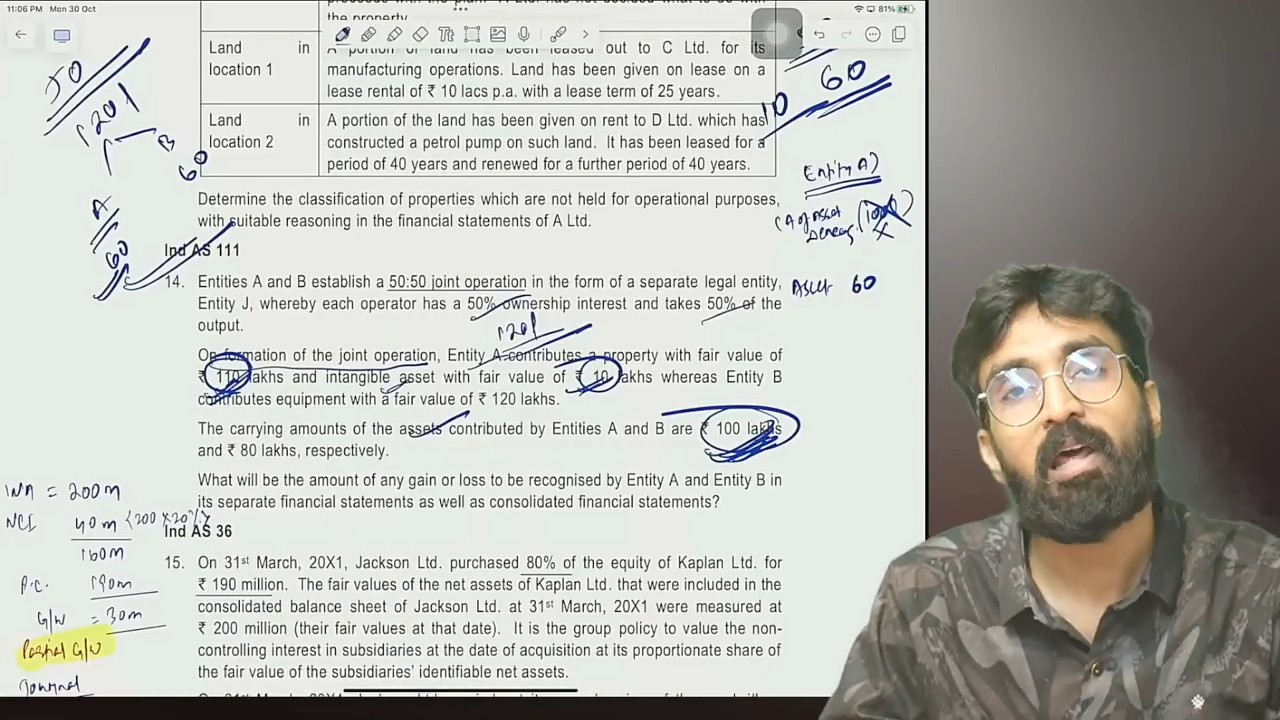 11:06 PM Mon 30 Oct
81%
the property.
Land in
location 1
A portion of land has been leased out to C Ltd. for its
manufacturing operations. Land has been given on lease on a
lease rental of ₹ 10 lacs p.a. with a lease term of 25 years.
Land in
location 2
A portion of the land has been given on rent to D Ltd. which has
constructed a petrol pump on such land. It has been leased for a
period of 40 years and renewed for a further period of 40 years.
60
10
120l
B
60
A
60
Determine the classification of properties which are not held for operational purposes,
with suitable reasoning in the financial statements of A Ltd.
Entity A)
Asset 60
Ind AS 111
14. Entities A and B establish a 50:50 joint operation in the form of a separate legal entity,
Entity J, whereby each operator has a 50% ownership interest and takes 50% of the
output.
120l
On formation of the joint operation, Entity A contributes a property with fair value of
₹ 110 lakhs and intangible asset with fair value of ₹ 10 lakhs whereas Entity B
contributes equipment with a fair value of ₹ 120 lakhs.
The carrying amounts of the assets contributed by Entities A and B are ₹ 100 lakhs
and ₹ 80 lakhs, respectively.
What will be the amount of any gain or loss to be recognised by Entity A and Entity B in
its separate financial statements as well as consolidated financial statements?
Ind AS 36
15. On 31st March, 20X1, Jackson Ltd. purchased 80% of the equity of Kaplan Ltd. for
₹ 190 million. The fair values of the net assets of Kaplan Ltd. that were included in the
consolidated balance sheet of Jackson Ltd. at 31st March, 20X1 were measured at
₹ 200 million (their fair values at that date). It is the group policy to value the non-
controlling interest in subsidiaries at the date of acquisition at its proportionate share of
the fair value of the subsidiaries' identifiable net assets.
= 200m
NCI 40m (200 x 20%)
160m
P.C. 190m
G/W = 30m
Partial G/W
Journal